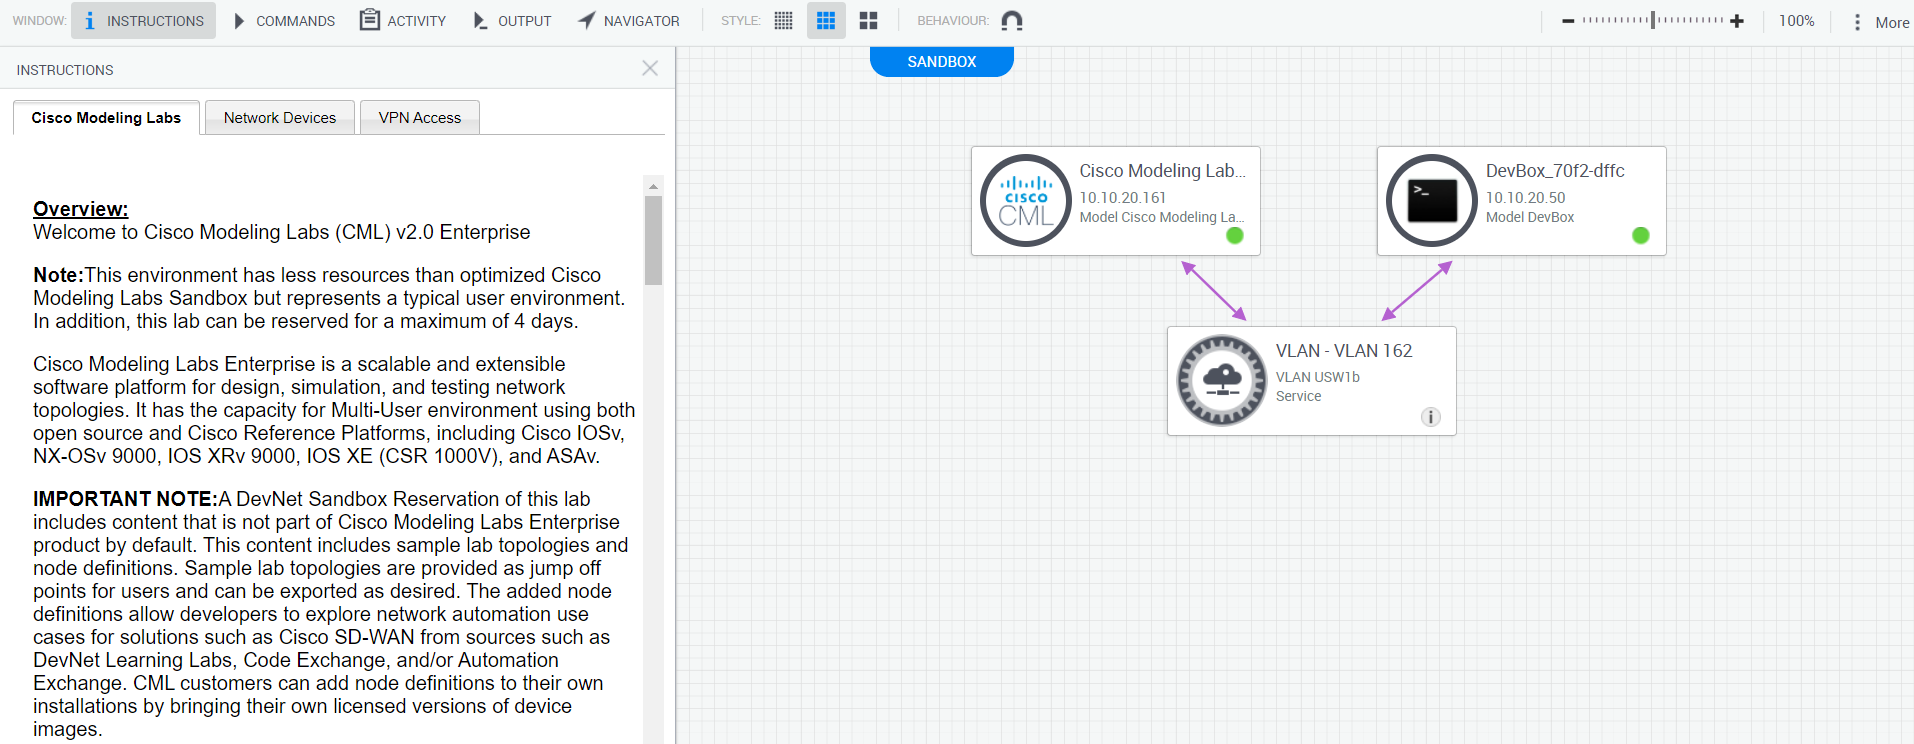 WINDOW: INSTRUCTIONS COMMANDS ACTIVITY OUTPUT NAVIGATOR STYLE: BEHAVIOUR: 100% More
INSTRUCTIONS
Cisco Modeling Labs Network Devices VPN Access
Overview:
Welcome to Cisco Modeling Labs (CML) v2.0 Enterprise
Note:This environment has less resources than optimized Cisco
Modeling Labs Sandbox but represents a typical user environment.
In addition, this lab can be reserved for a maximum of 4 days.
Cisco Modeling Labs Enterprise is a scalable and extensible
software platform for design, simulation, and testing network
topologies. It has the capacity for Multi-User environment using both
open source and Cisco Reference Platforms, including Cisco IOSv,
NX-OSv 9000, IOS XRv 9000, IOS XE (CSR 1000V), and ASAv.
IMPORTANT NOTE:A DevNet Sandbox Reservation of this lab
includes content that is not part of Cisco Modeling Labs Enterprise
product by default. This content includes sample lab topologies and
node definitions. Sample lab topologies are provided as jump off
points for users and can be exported as desired. The added node
definitions allow developers to explore network automation use
cases for solutions such as Cisco SD-WAN from sources such as
DevNet Learning Labs, Code Exchange, and/or Automation
Exchange. CML customers can add node definitions to their own
installations by bringing their own licensed versions of device
images.
SANDBOX
CISCO
CML
Cisco Modeling Lab...
10.10.20.161
Model Cisco Modeling La...
>_
DevBox_70f2-dffc
10.10.20.50
Model DevBox
VLAN - VLAN 162
VLAN USW1b
Service